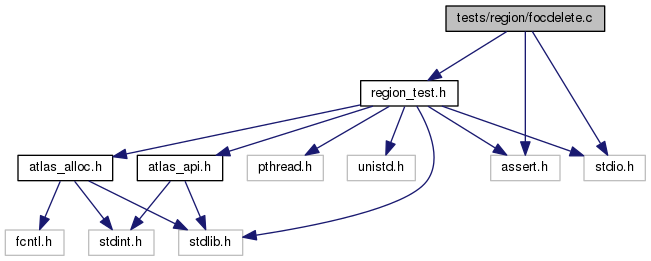 tests/region/focdelete.c
region_test.h
atlas_alloc.h
atlas_api.h
pthread.h
unistd.h
assert.h
stdio.h
fcntl.h
stdint.h
stdlib.h